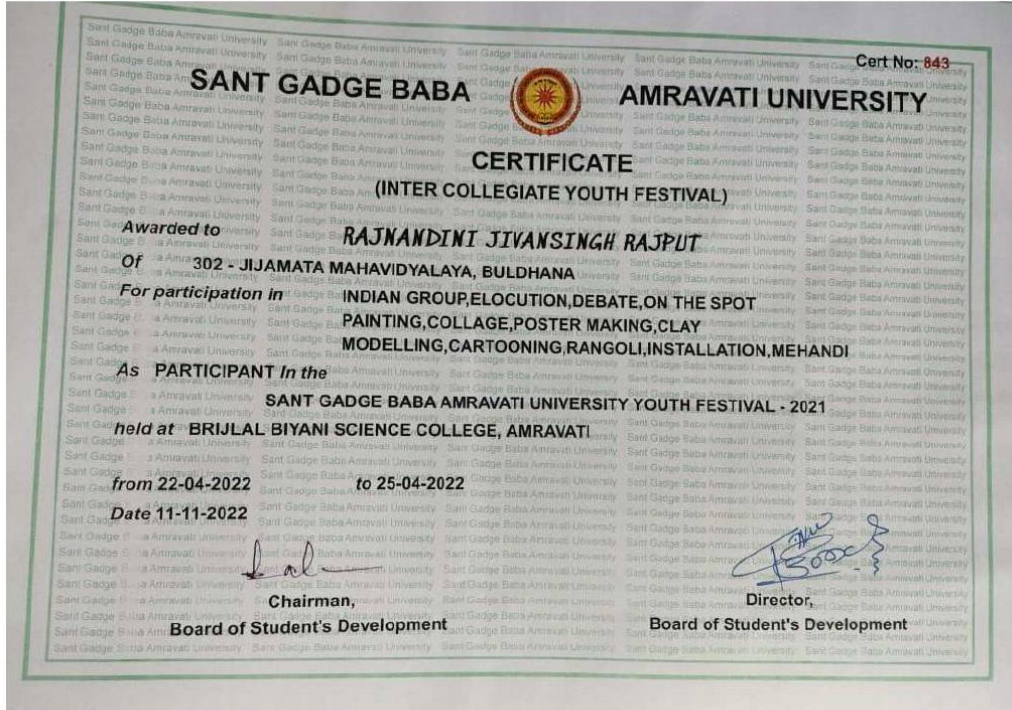 Cert No: 843
SANT GADGE BABA AMRAVATI UNIVERSITY
CERTIFICATE
(INTER COLLEGIATE YOUTH FESTIVAL)
Awarded to RAJNANDINI JIVANSINGH RAJPUT
Of 302 - JIJAMATA MAHAVIDYALAYA, BULDHANA
For participation in INDIAN GROUP,ELOCUTION,DEBATE,ON THE SPOT
PAINTING,COLLAGE,POSTER MAKING,CLAY
MODELLING,CARTOONING,RANGOLI,INSTALLATION,MEHANDI
As PARTICIPANT In the
SANT GADGE BABA AMRAVATI UNIVERSITY YOUTH FESTIVAL - 2021
held at BRIJLAL BIYANI SCIENCE COLLEGE, AMRAVATI
from 22-04-2022 to 25-04-2022
Date 11-11-2022
Chairman, Director,
Board of Student's Development Board of Student's Development